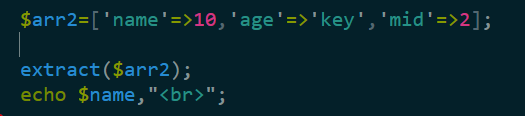 $arr2=['name'=>10,'age'=>'key','mid'=>2];
extract($arr2);
echo $name,"<br>";